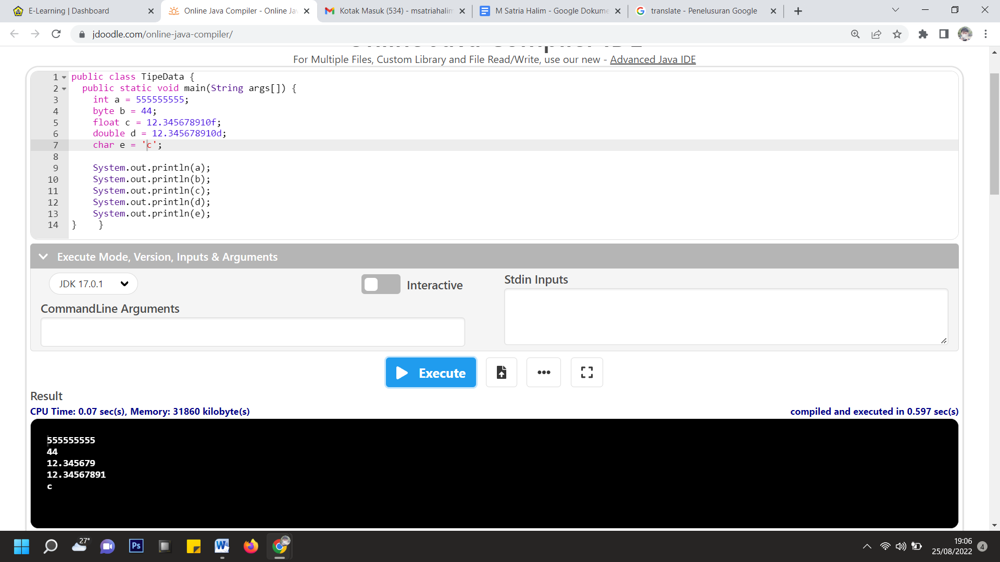 E-Learning | Dashboard
Online Java Compiler - Online Jav
Kotak Masuk (534) - msatriahalim
M Satria Halim - Google Dokume
translate - Penelusuran Google
jdoodle.com/online-java-compiler/
For Multiple Files, Custom Library and File Read/Write, use our new - Advanced Java IDE
1 public class TipeData {
2 public static void main(String args[]) {
3 int a = 555555555;
4 byte b = 44;
5 float c = 12.345678910f;
6 double d = 12.345678910d;
7 char e = 'c';
8
9 System.out.println(a);
10 System.out.println(b);
11 System.out.println(c);
12 System.out.println(d);
13 System.out.println(e);
14 } }
Execute Mode, Version, Inputs & Arguments
JDK 17.0.1
Interactive
Stdin Inputs
CommandLine Arguments
Execute
Result
CPU Time: 0.07 sec(s), Memory: 31860 kilobyte(s)
compiled and executed in 0.597 sec(s)
555555555
44
12.345679
12.34567891
c
27°
Ps
W
19:06
25/08/2022
4